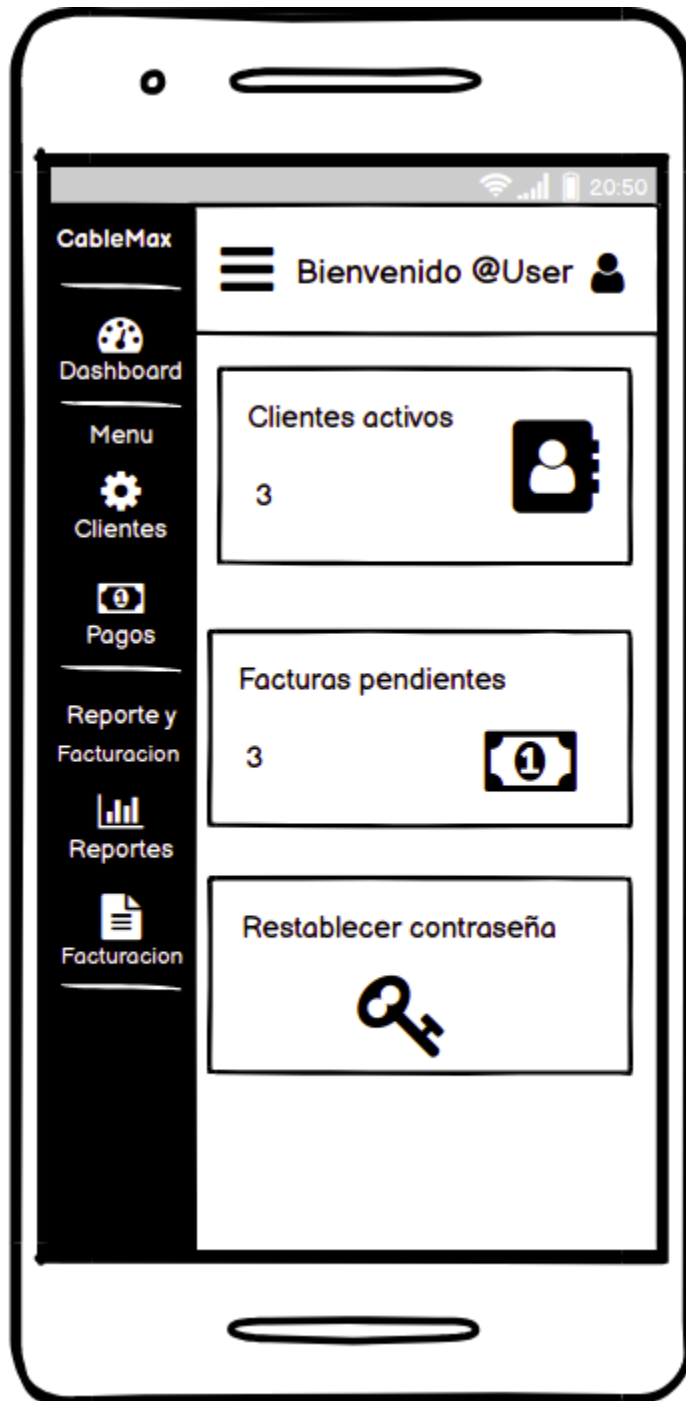 20:50
CableMax
Dashboard
Menu
Clientes
Pagos
Reporte y
Facturacion
Reportes
Facturacion
Bienvenido @User
Clientes activos
3
Facturas pendientes
3
1
Restablecer contraseña